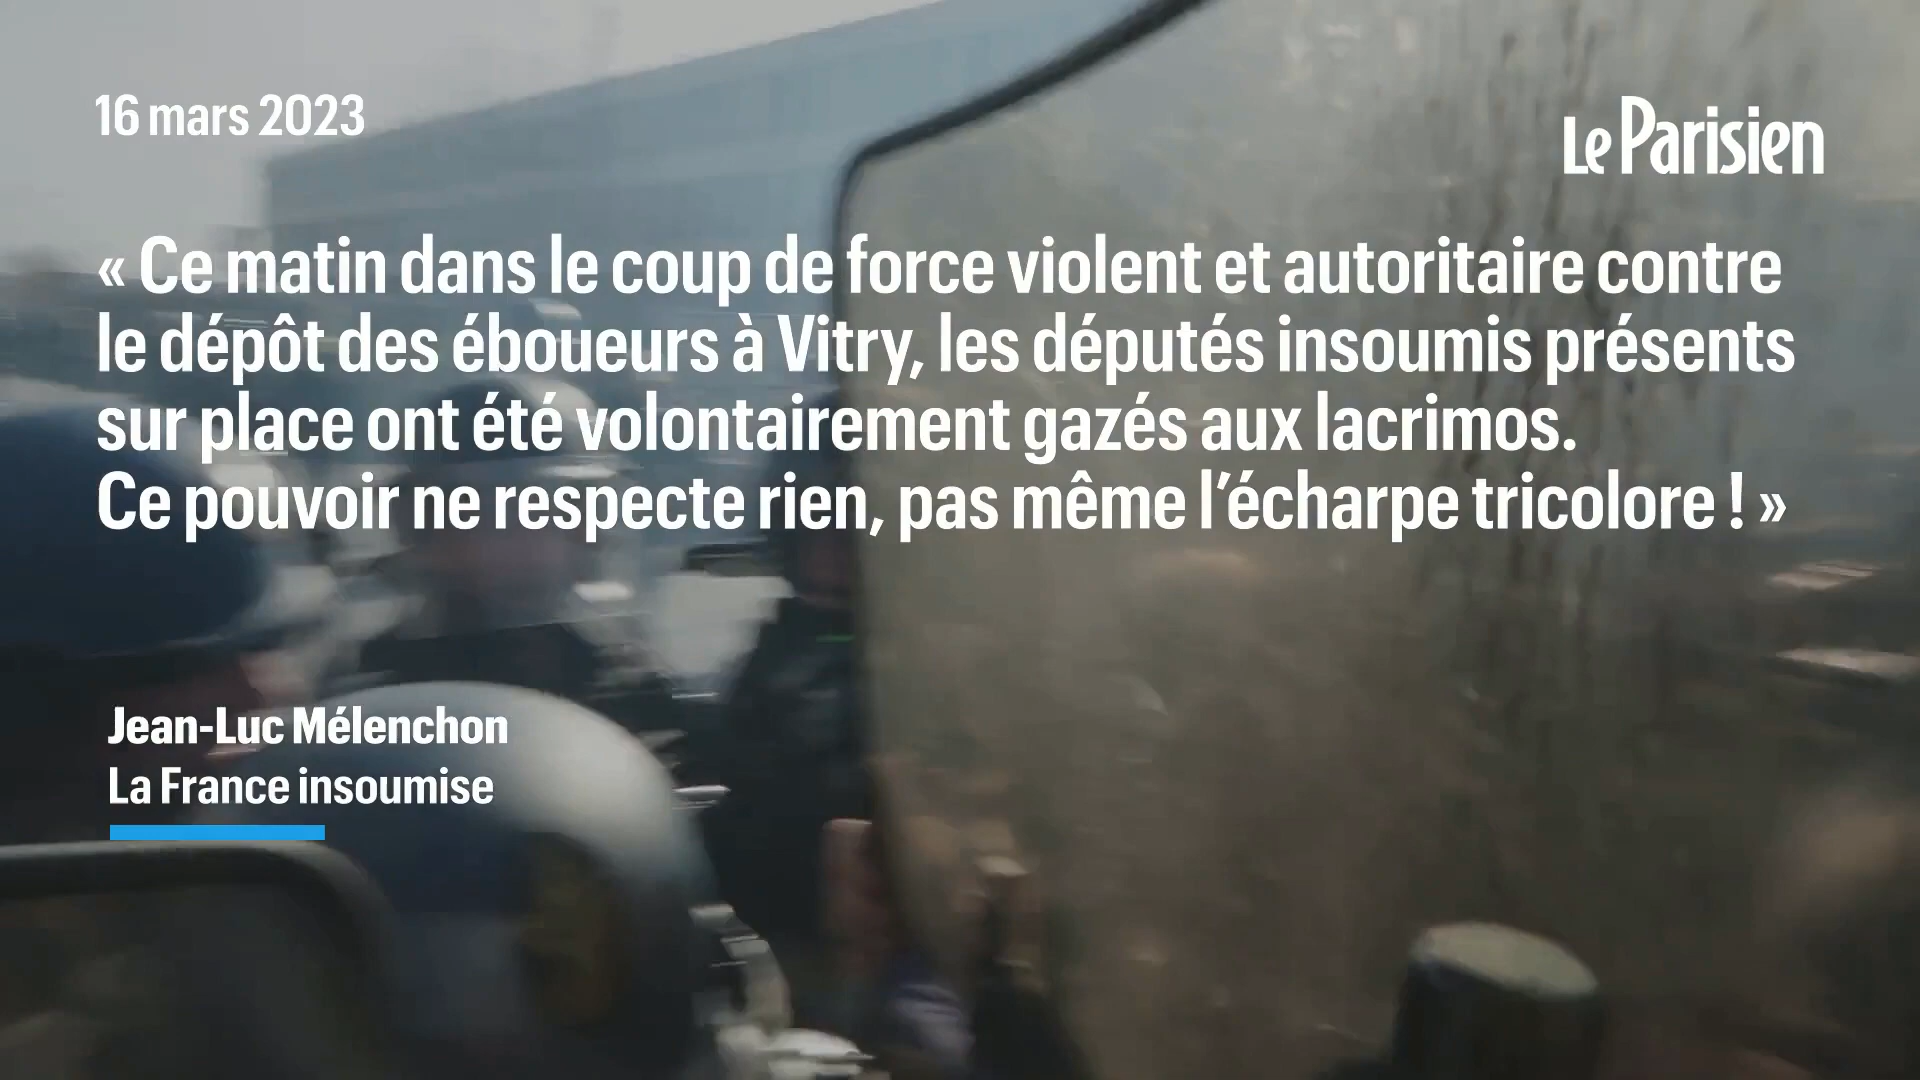 16 mars 2023
Le Parisien
« Ce matin dans le coup de force violent et autoritaire contre
le dépôt des éboueurs à Vitry, les députés insoumis présents
sur place ont été volontairement gazés aux lacrimos.
Ce pouvoir ne respecte rien, pas même l’écharpe tricolore ! »
Jean-Luc Mélenchon
La France insoumise